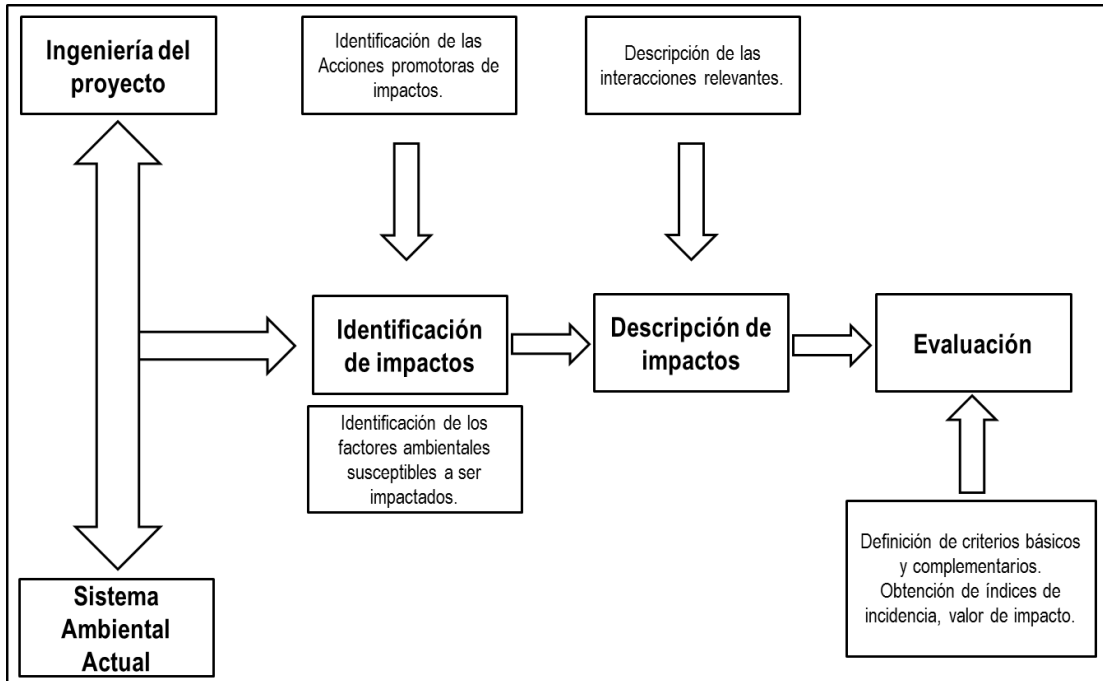 Ingeniería del
proyecto
Identificación de las
Acciones promotoras de
impactos.
Descripción de las
interacciones relevantes.
Identificación
de impactos
Descripción de
impactos
Evaluación
Identificación de los
factores ambientales
susceptibles a ser
impactados.
Definición de criterios básicos
y complementarios.
Obtención de índices de
incidencia, valor de impacto.
Sistema
Ambiental
Actual